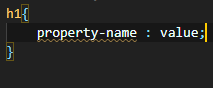 h1{
property-name : value;
}